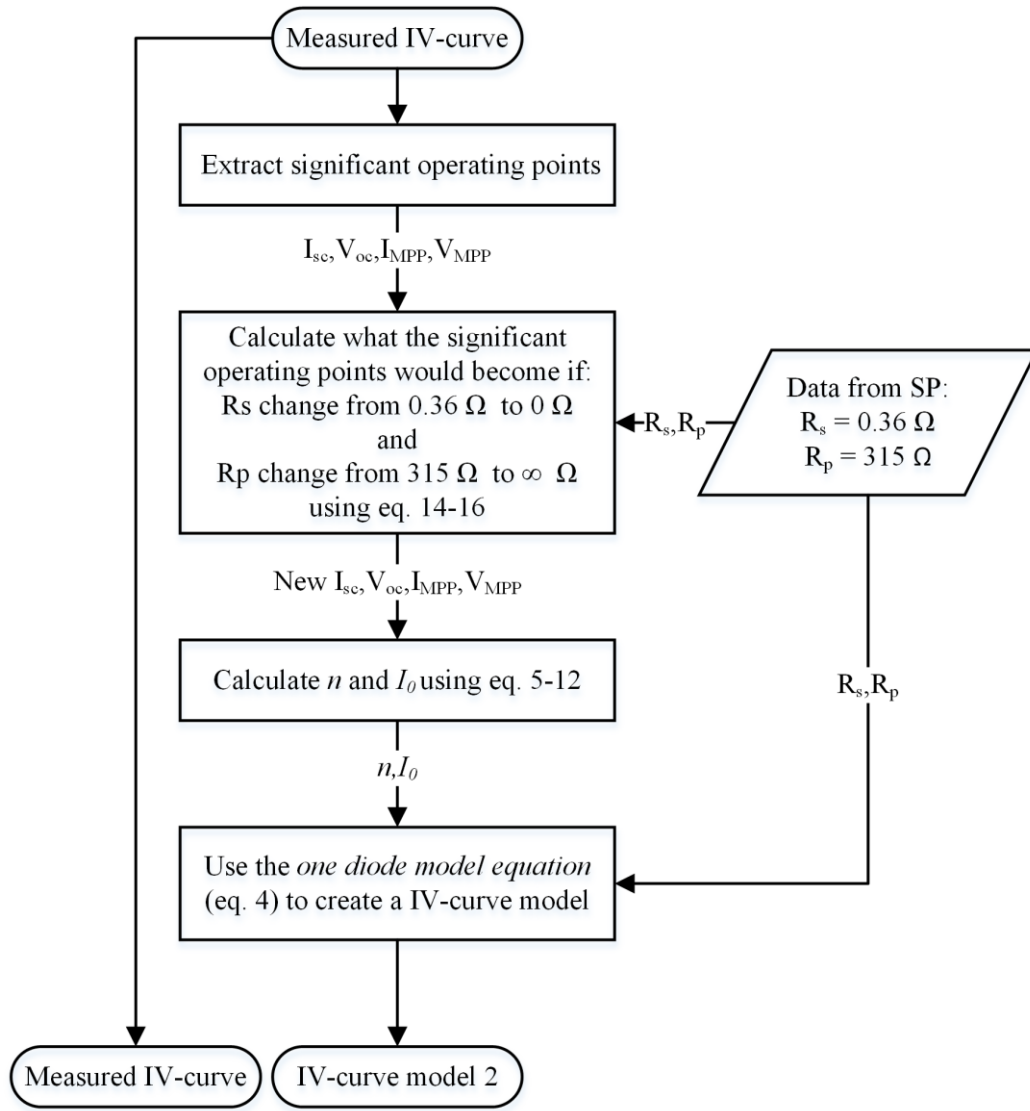 Measured IV-curve
Extract significant operating points
I_sc,V_oc,I_MPP,V_MPP
Calculate what the significant
operating points would become if:
Rs change from 0.36 Ω to 0 Ω
and
Rp change from 315 Ω to ∞ Ω
using eq. 14-16
R_s,R_p
Data from SP:
R_s = 0.36 Ω
R_p = 315 Ω
New I_sc,V_oc,I_MPP,V_MPP
Calculate n and I_0 using eq. 5-12
R_s,R_p
n,I_0
Use the one diode model equation
(eq. 4) to create a IV-curve model
Measured IV-curve
IV-curve model 2